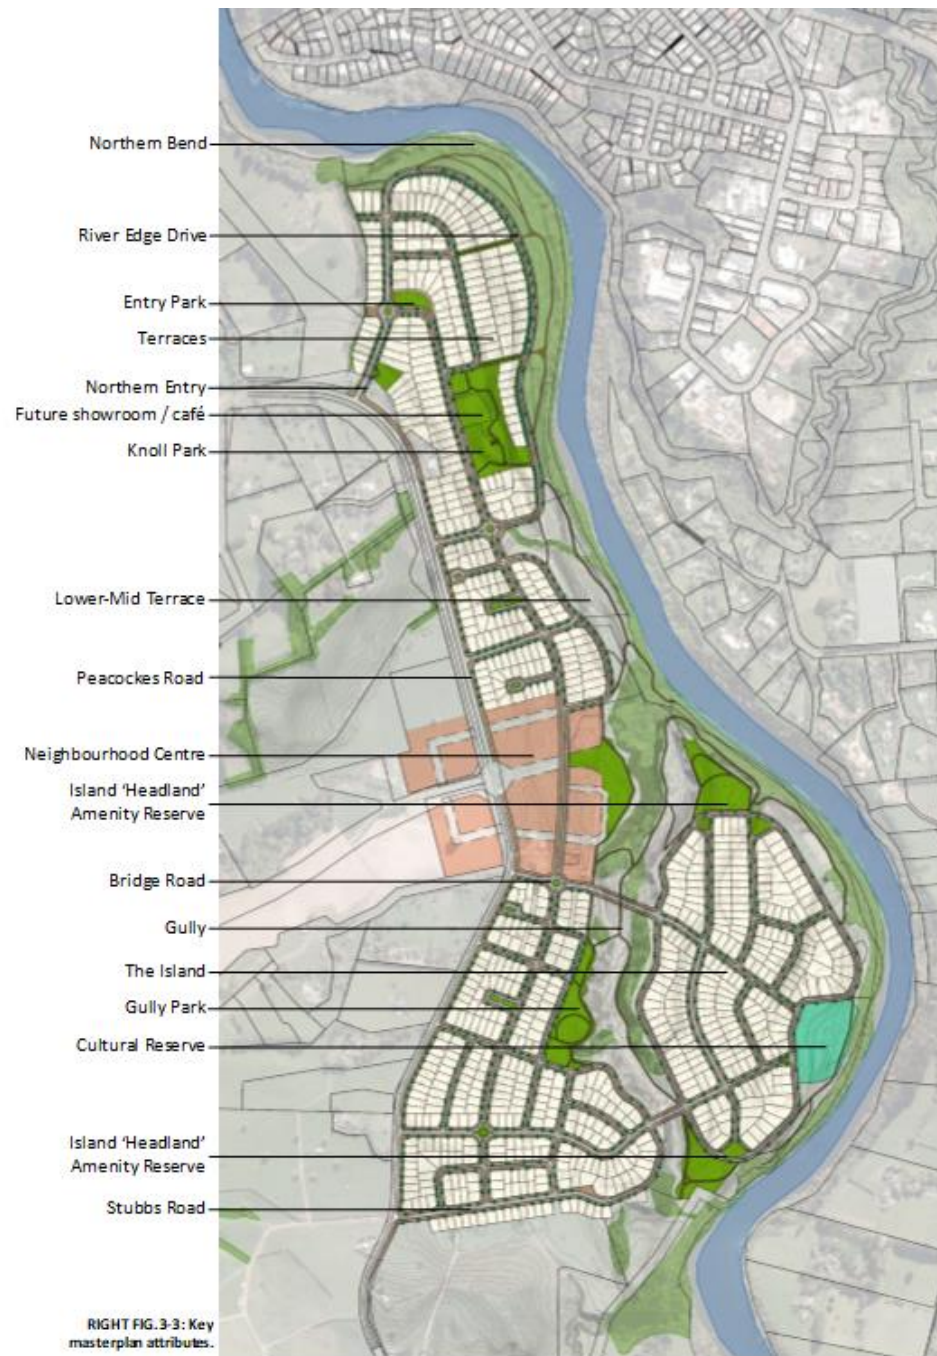 Northern Bend
River Edge Drive
Entry Park
Terraces
Northern Entry
Future showroom / café
Knoll Park
Lower-Mid Terrace
Peacockes Road
Neighbourhood Centre
Island 'Headland'
Amenity Reserve
Bridge Road
Gully
The Island
Gully Park
Cultural Reserve
Island 'Headland'
Amenity Reserve
Stubbs Road
RIGHT FIG.3-3: Key
masterplan attributes.